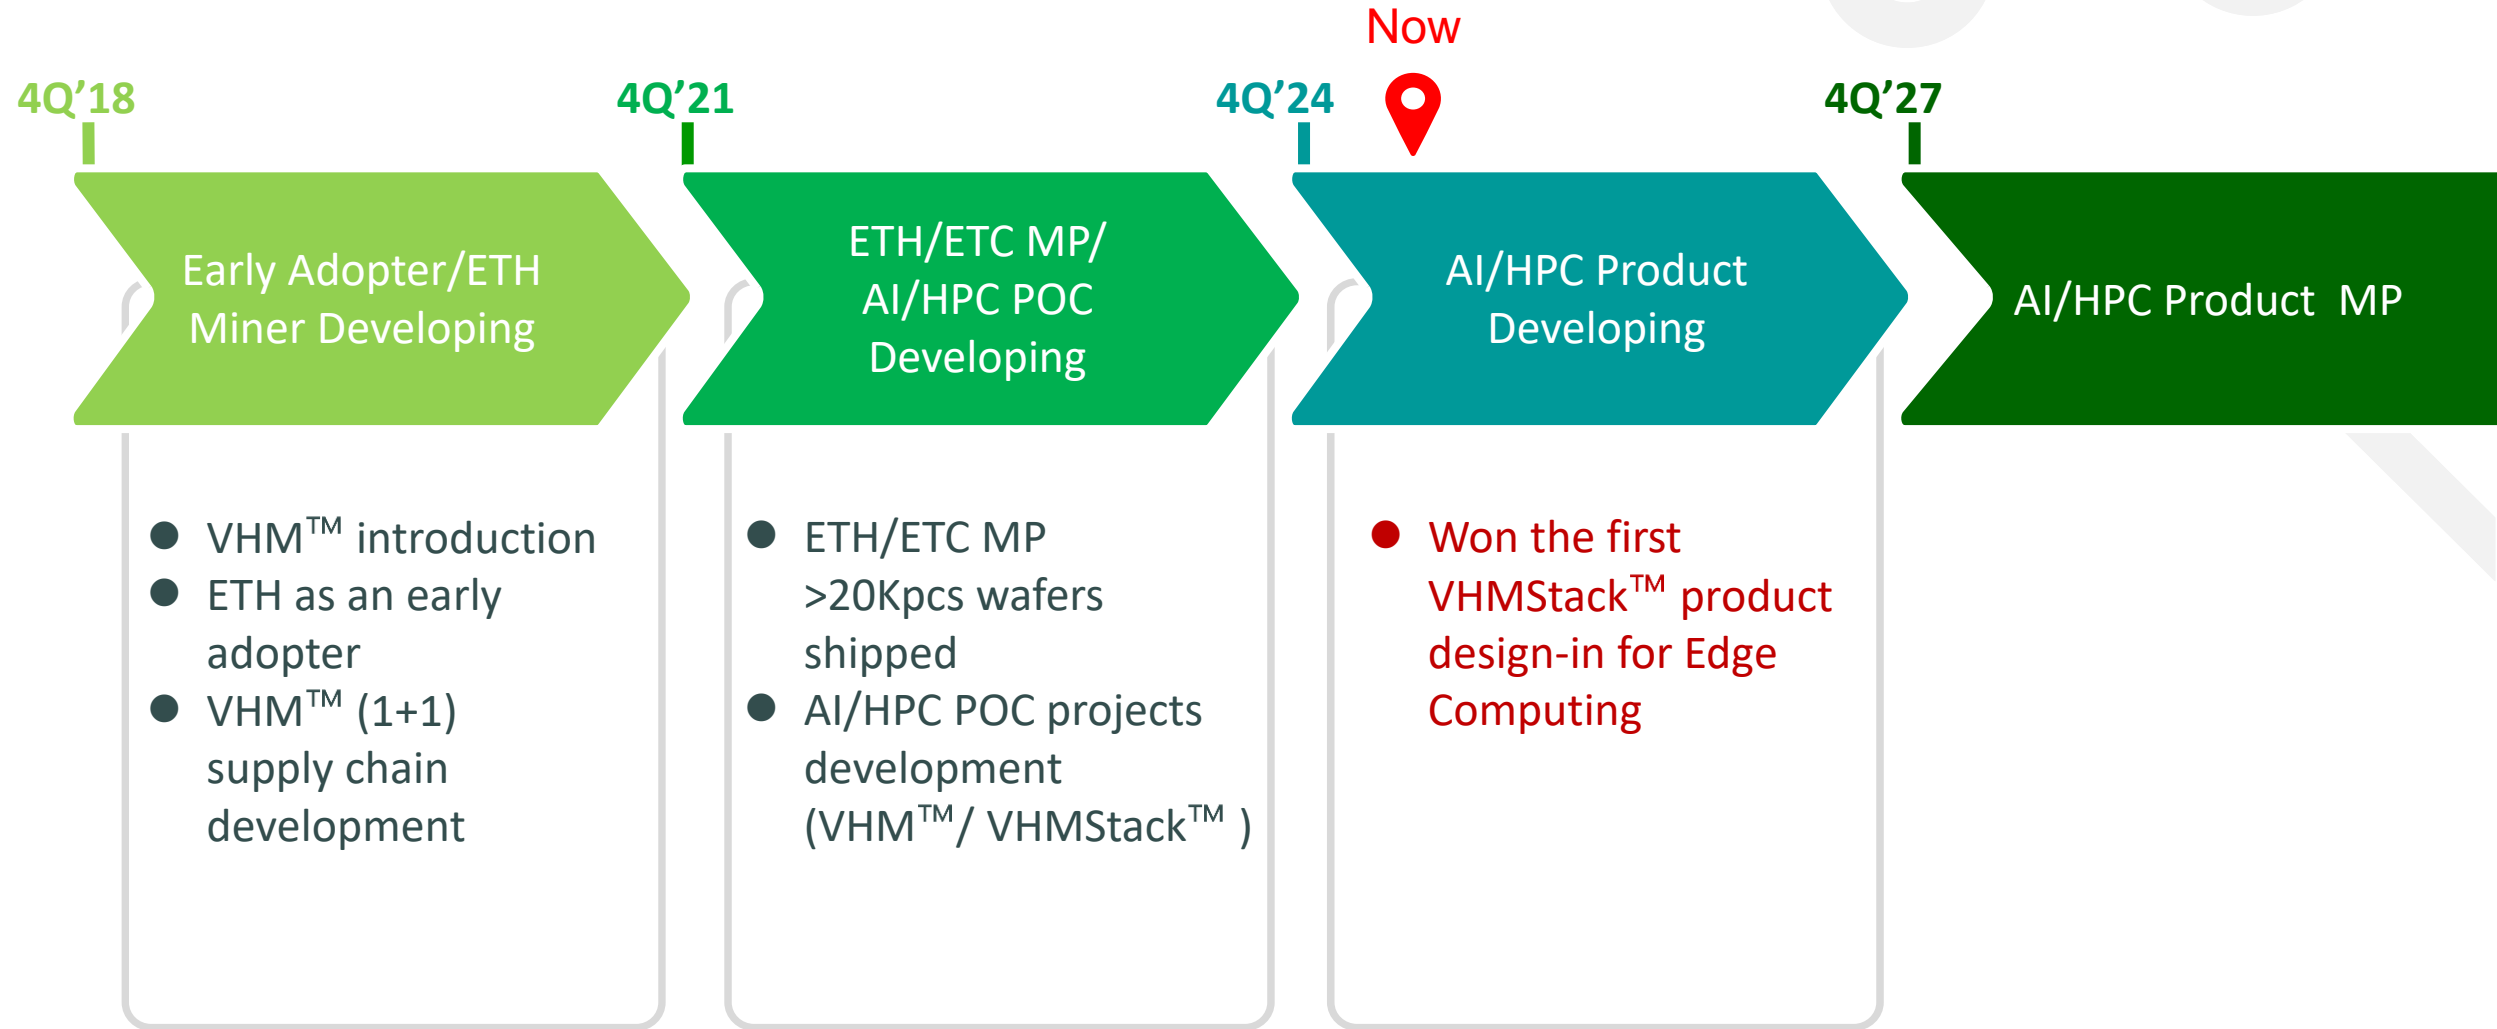 Now
4Q’18
4Q’21
4Q’24
4Q’27
Early Adopter/ETH
Miner Developing
ETH/ETC MP/
AI/HPC POC
Developing
AI/HPC Product
Developing
AI/HPC Product  MP
● VHM™ introduction
● ETH as an early
adopter
● VHM™ (1+1)
supply chain
development
● ETH/ETC MP
>20Kpcs wafers
shipped
● AI/HPC POC projects
development
(VHM™/ VHMStack™ )
● Won the first
VHMStack™ product
design-in for Edge
Computing